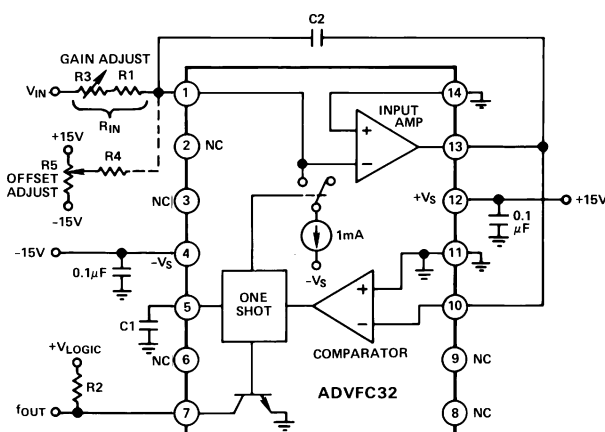 C2
GAIN ADJUST
VIN
R3
R1
RIN
1
14
INPUT
AMP
+
−
13
+15V
R5
OFFSET
ADJUST
R4
−15V
2
NC
3
NC
+VS
12
+15V
0.1
µF
1mA
−VS
−15V
0.1µF
−VS
4
11
C1
5
ONE
SHOT
+
−
COMPARATOR
10
+VLOGIC
R2
6
NC
9
NC
ADVFC32
fOUT
7
8
NC